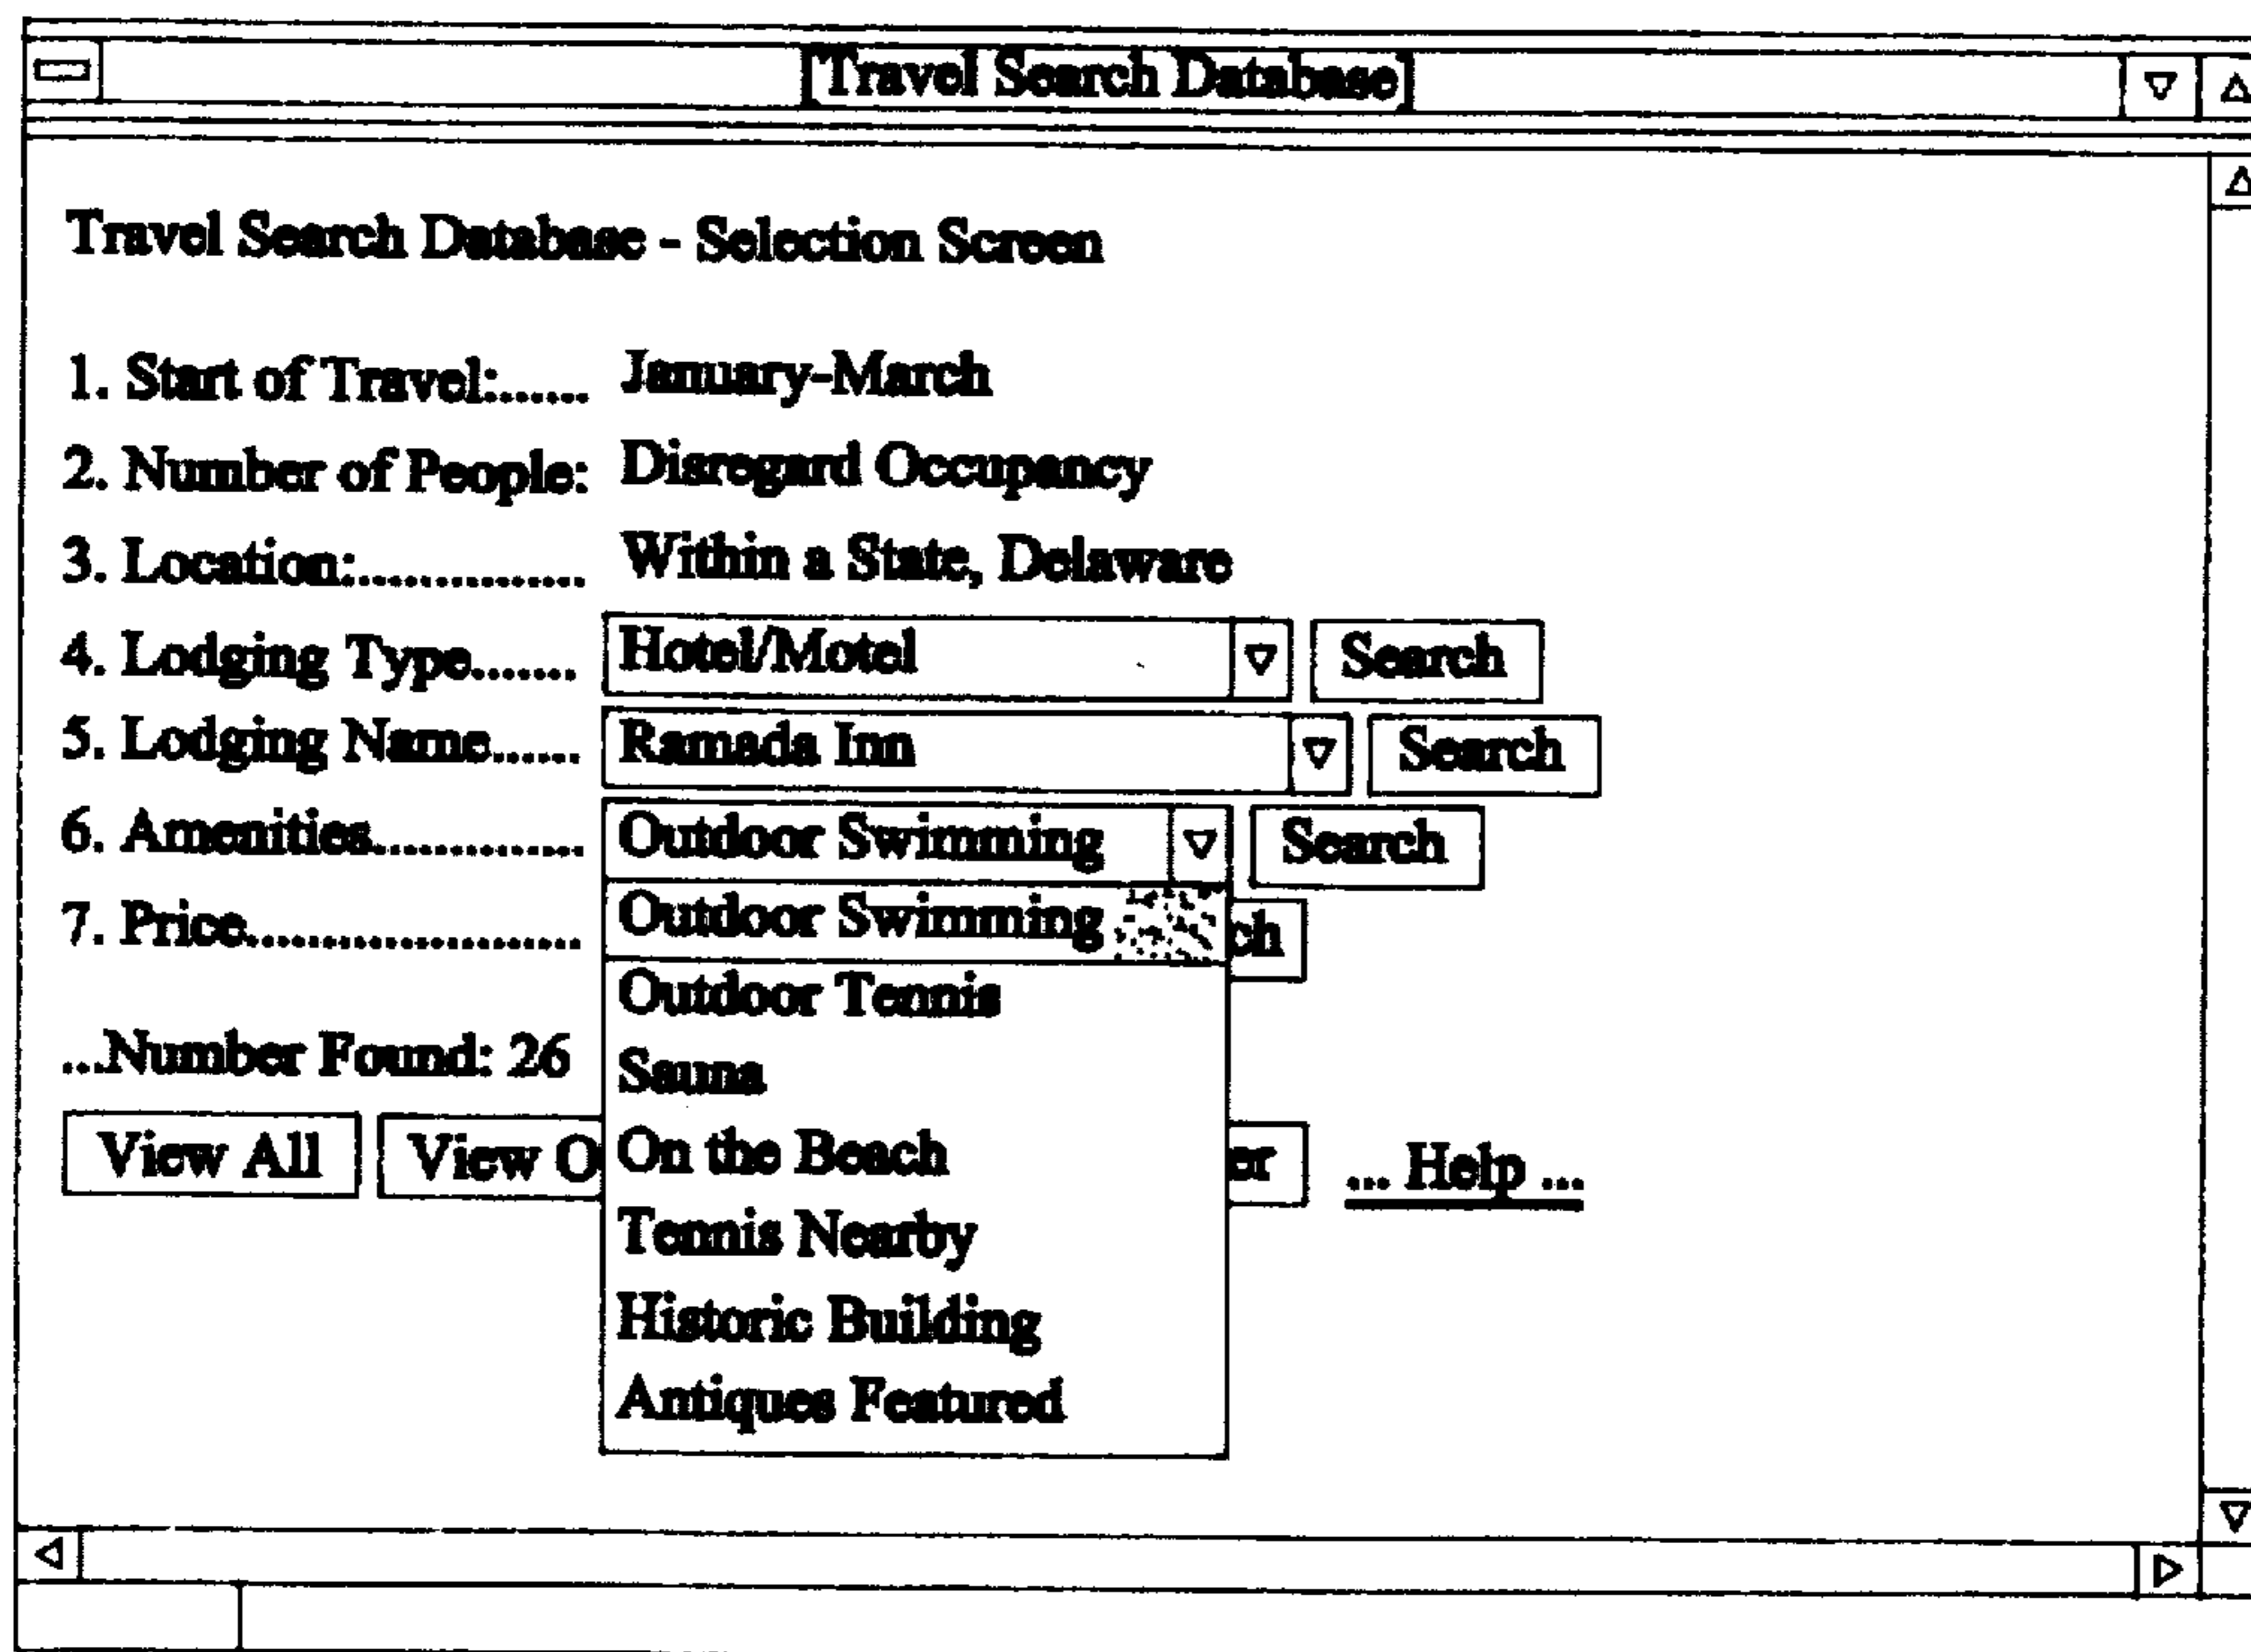 [Travel Search Database]
Travel Search Database - Selection Screen
1. Start of Travel:....... January-March
2. Number of People: Disregard Occupancy
3. Location:................ Within a State, Delaware
4. Lodging Type....... Hotel/Motel Search
5. Lodging Name...... Ramada Inn Search
6. Amenities.............. Outdoor Swimming Search
7. Price...................... Outdoor Swimming ch
Outdoor Tennis
...Number Found: 26 Sauna
View All View O On the Beach er ... Help ...
Tennis Nearby
Historic Building
Antiques Featured